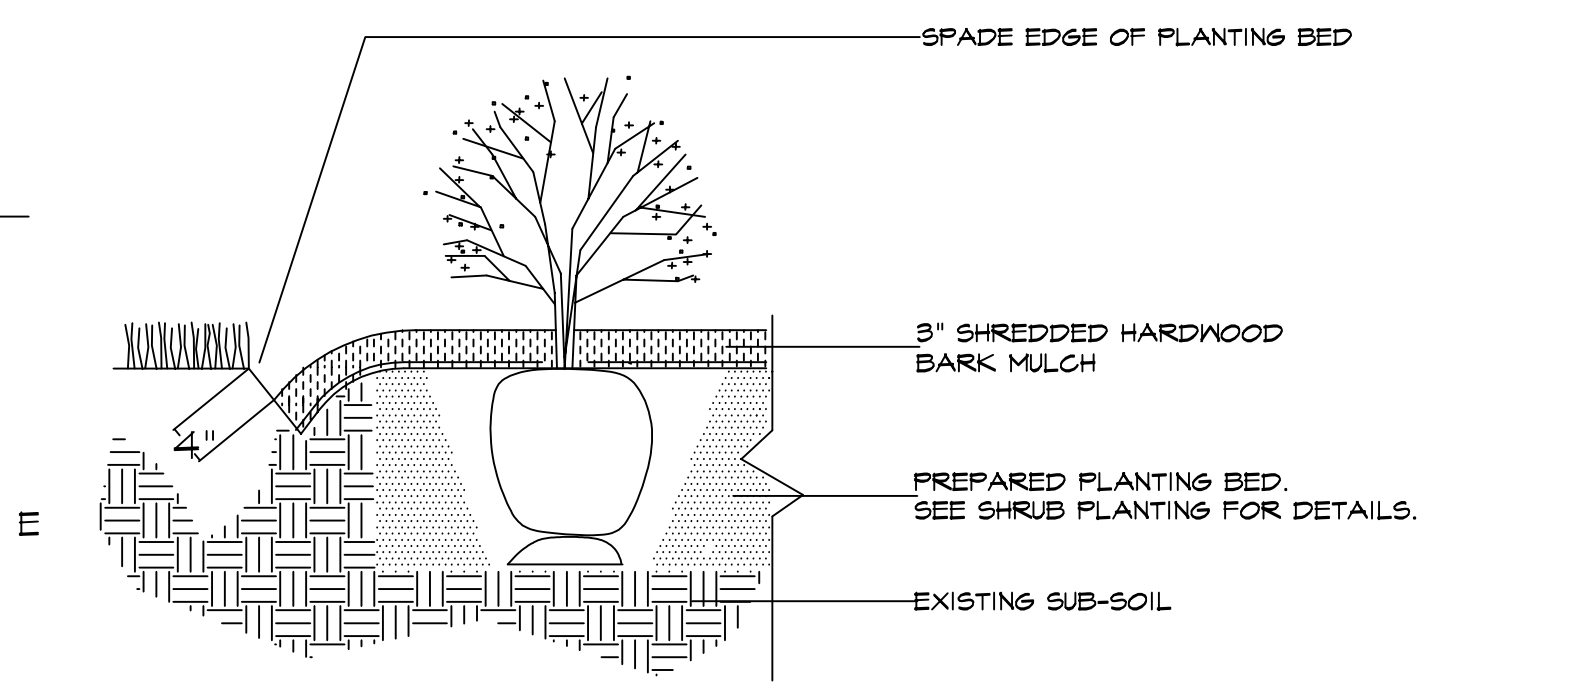 SPADE EDGE OF PLANTING BED
3" SHREDDED HARDWOOD
BARK MULCH
4"
PREPARED PLANTING BED.
SEE SHRUB PLANTING FOR DETAILS.
E
EXISTING SUB-SOIL